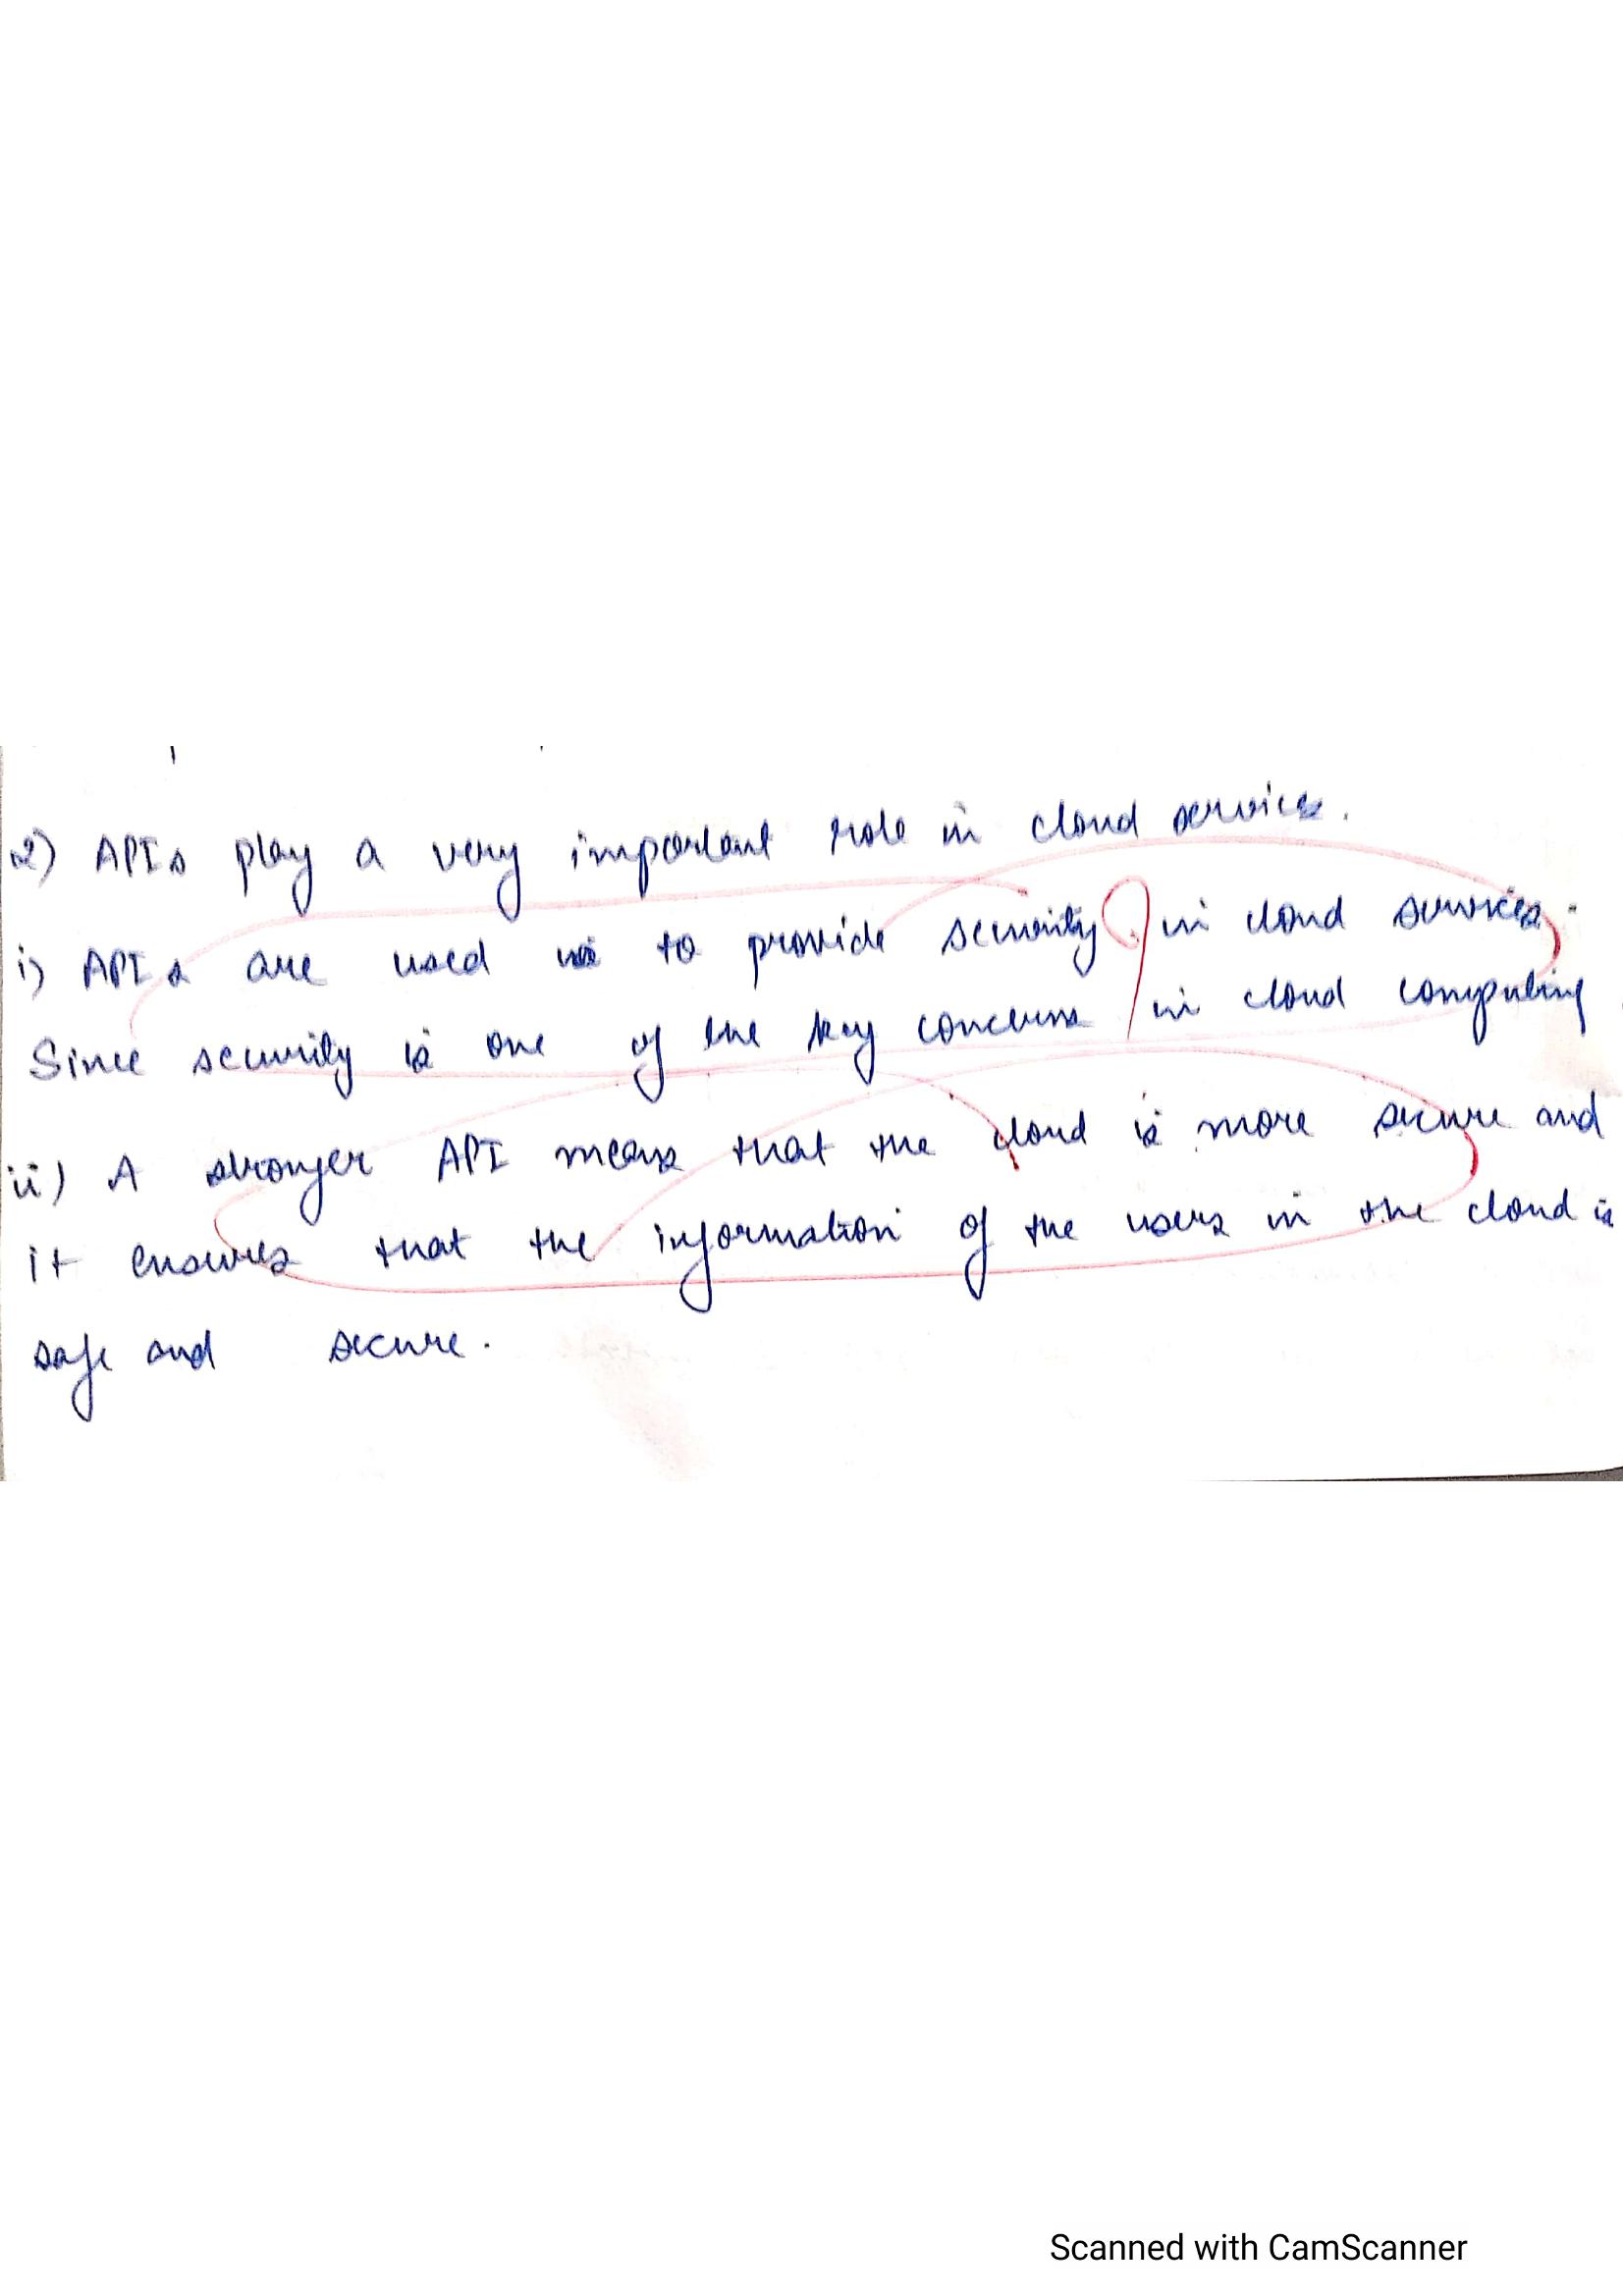 2) APIs play a very important role in cloud services.
i) APIs are used to provide security in cloud services.
Since security is one of the key concerns in cloud computing
ii) A stronger API means that the cloud is more secure and
it ensures that the information of the users in the cloud is
safe and secure.
Scanned with CamScanner